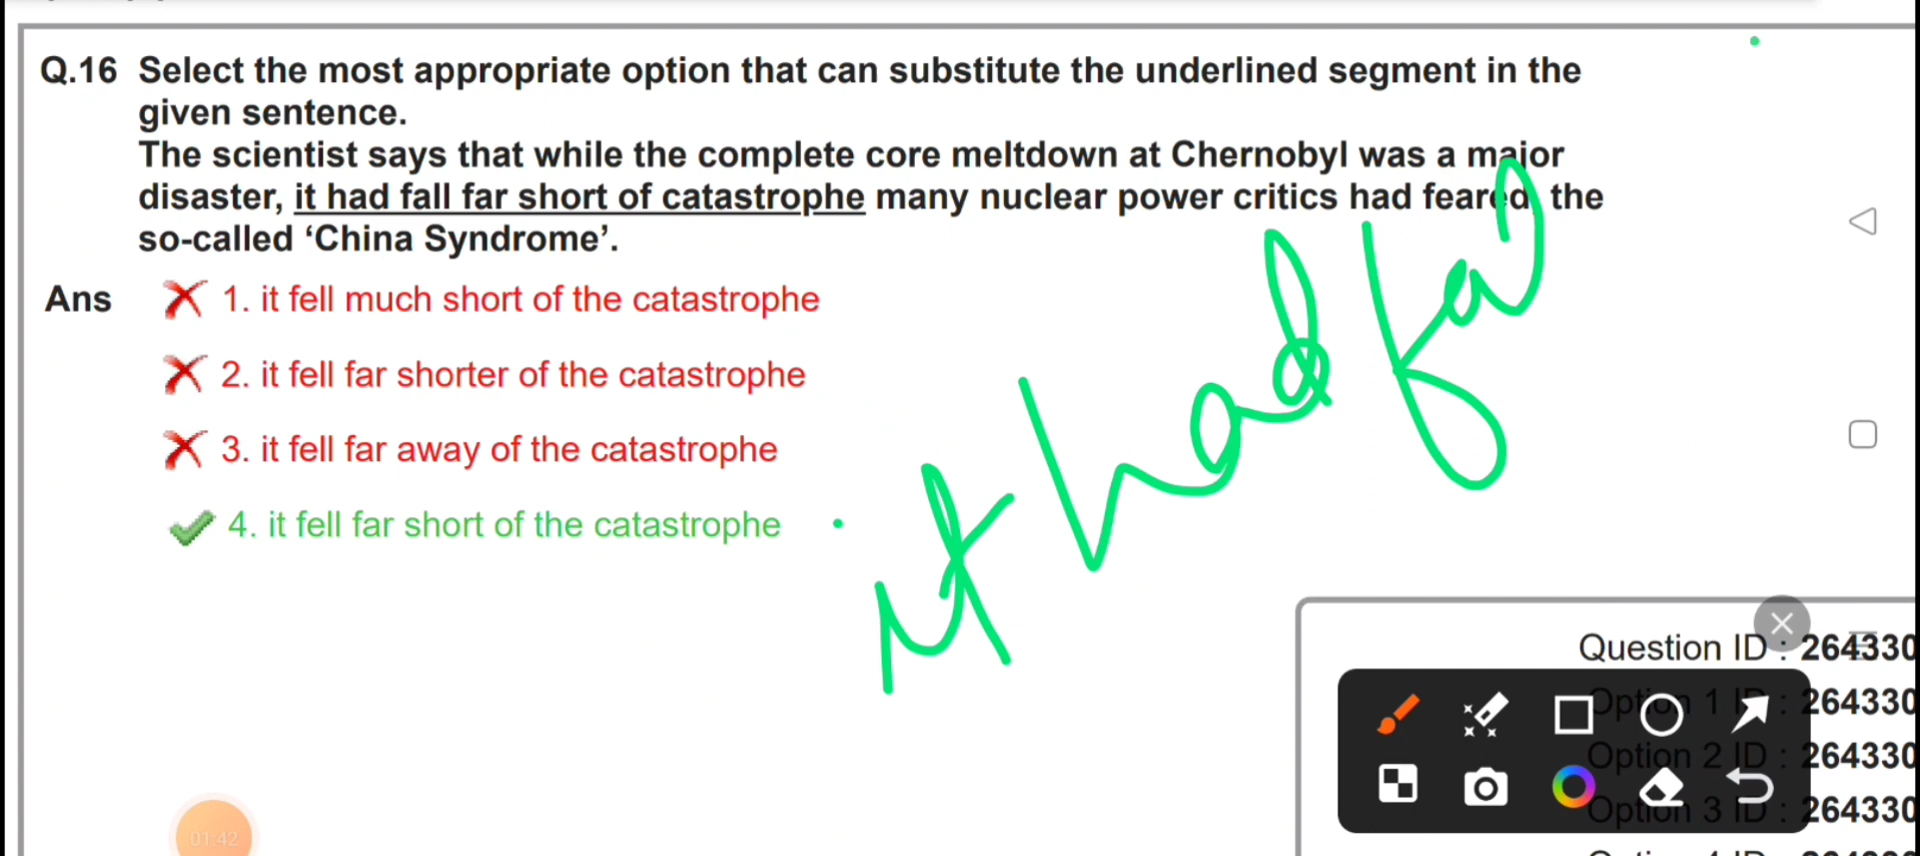 Q.16 Select the most appropriate option that can substitute the underlined segment in the
given sentence.
The scientist says that while the complete core meltdown at Chernobyl was a major
disaster, it had fall far short of catastrophe many nuclear power critics had feared, the
so-called ‘China Syndrome’.
Ans 1. it fell much short of the catastrophe
2. it fell far shorter of the catastrophe
3. it fell far away of the catastrophe
4. it fell far short of the catastrophe
it had fa
Question ID : 264330
Option 1 ID : 264330
Option 2 ID : 264330
Option 3 ID : 264330
01:42